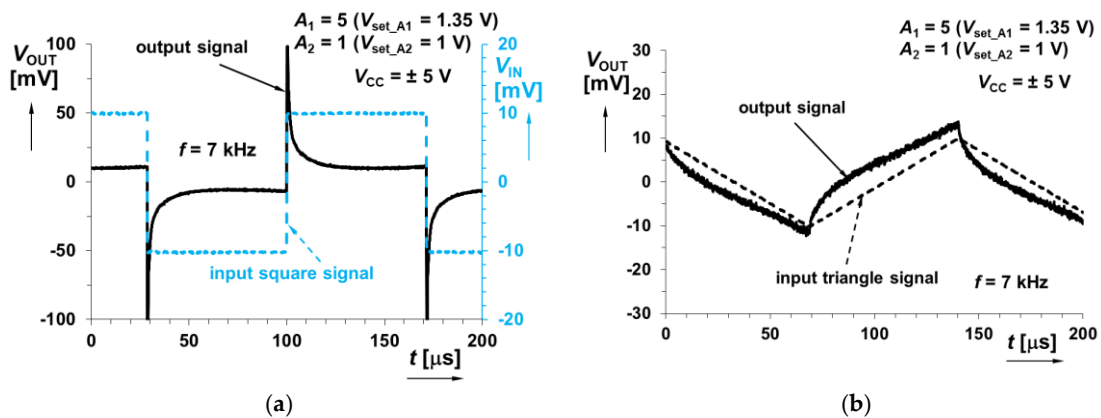 A1 = 5 (Vset_A1 = 1.35 V)
A2 = 1 (Vset_A2 = 1 V)
VCC = ± 5 V
VOUT
[mV]
VIN
[mV]
output signal
f = 7 kHz
input square signal
100
50
0
-50
-100
20
10
0
-10
-20
0
50
100
150
200
t [μs]
(a)
A1 = 5 (Vset_A1 = 1.35 V)
A2 = 1 (Vset_A2 = 1 V)
VCC = ± 5 V
VOUT
[mV]
output signal
input triangle signal
f = 7 kHz
30
20
10
0
-10
-20
-30
0
50
100
150
200
t [μs]
(b)